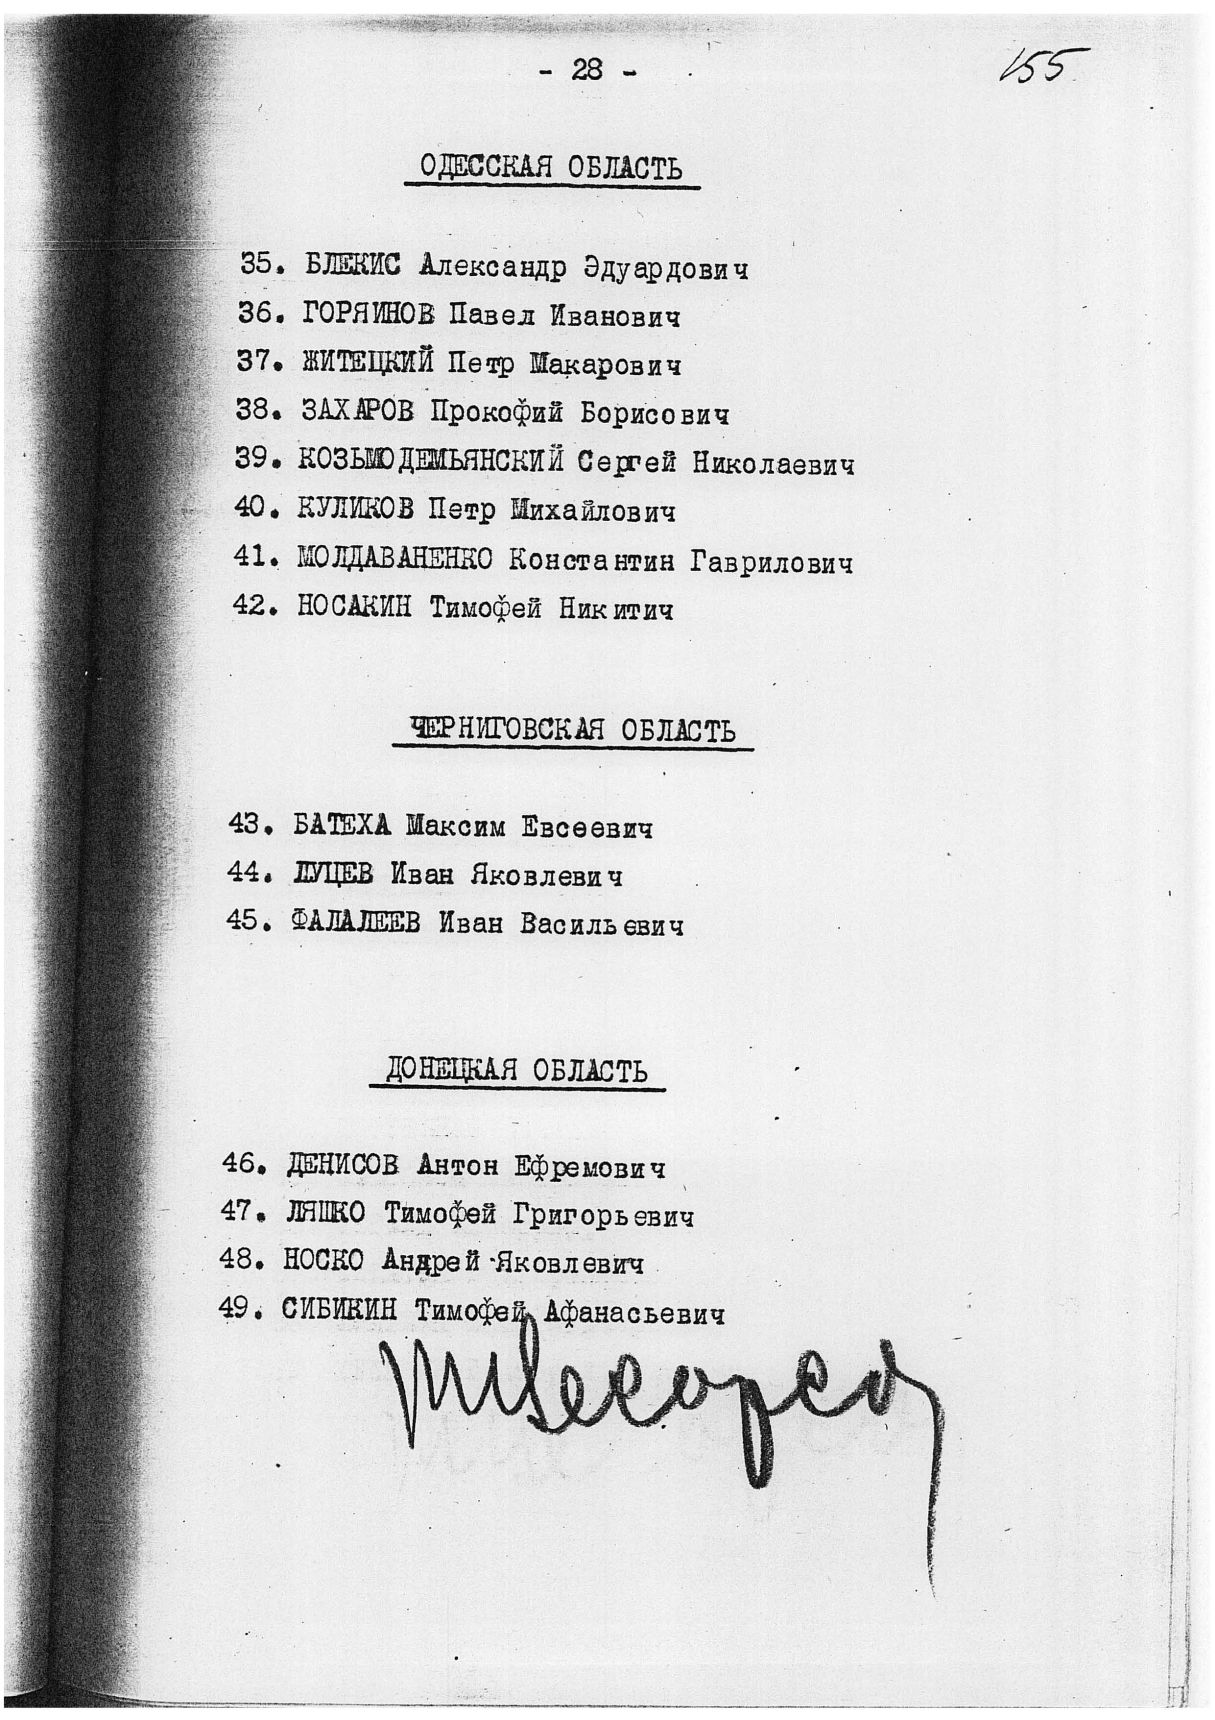 - 28 -
155
ОДЕССКАЯ ОБЛАСТЬ
35. БЛЕКИС Александр Эдуардович
36. ГОРЯИНОВ Павел Иванович
37. ЖИТЕЦКИЙ Петр Макарович
38. ЗАХАРОВ Прокофий Борисович
39. КОЗЬМОДЕМЬЯНСКИЙ Сергей Николаевич
40. КУЛИКОВ Петр Михайлович
41. МОЛДАВАНЕНКО Константин Гаврилович
42. НОСАКИН Тимофей Никитич
ЧЕРНИГОВСКАЯ ОБЛАСТЬ
43. БАТЕХА Максим Евсеевич
44. ЛУЦЕВ Иван Яковлевич
45. ФАЛАЛЕЕВ Иван Васильевич
ДОНЕЦКАЯ ОБЛАСТЬ
46. ДЕНИСОВ Антон Ефремович
47. ЛЯШКО Тимофей Григорьевич
48. НОСКО Андрей Яковлевич
49. СИБИКИН Тимофей Афанасьевич